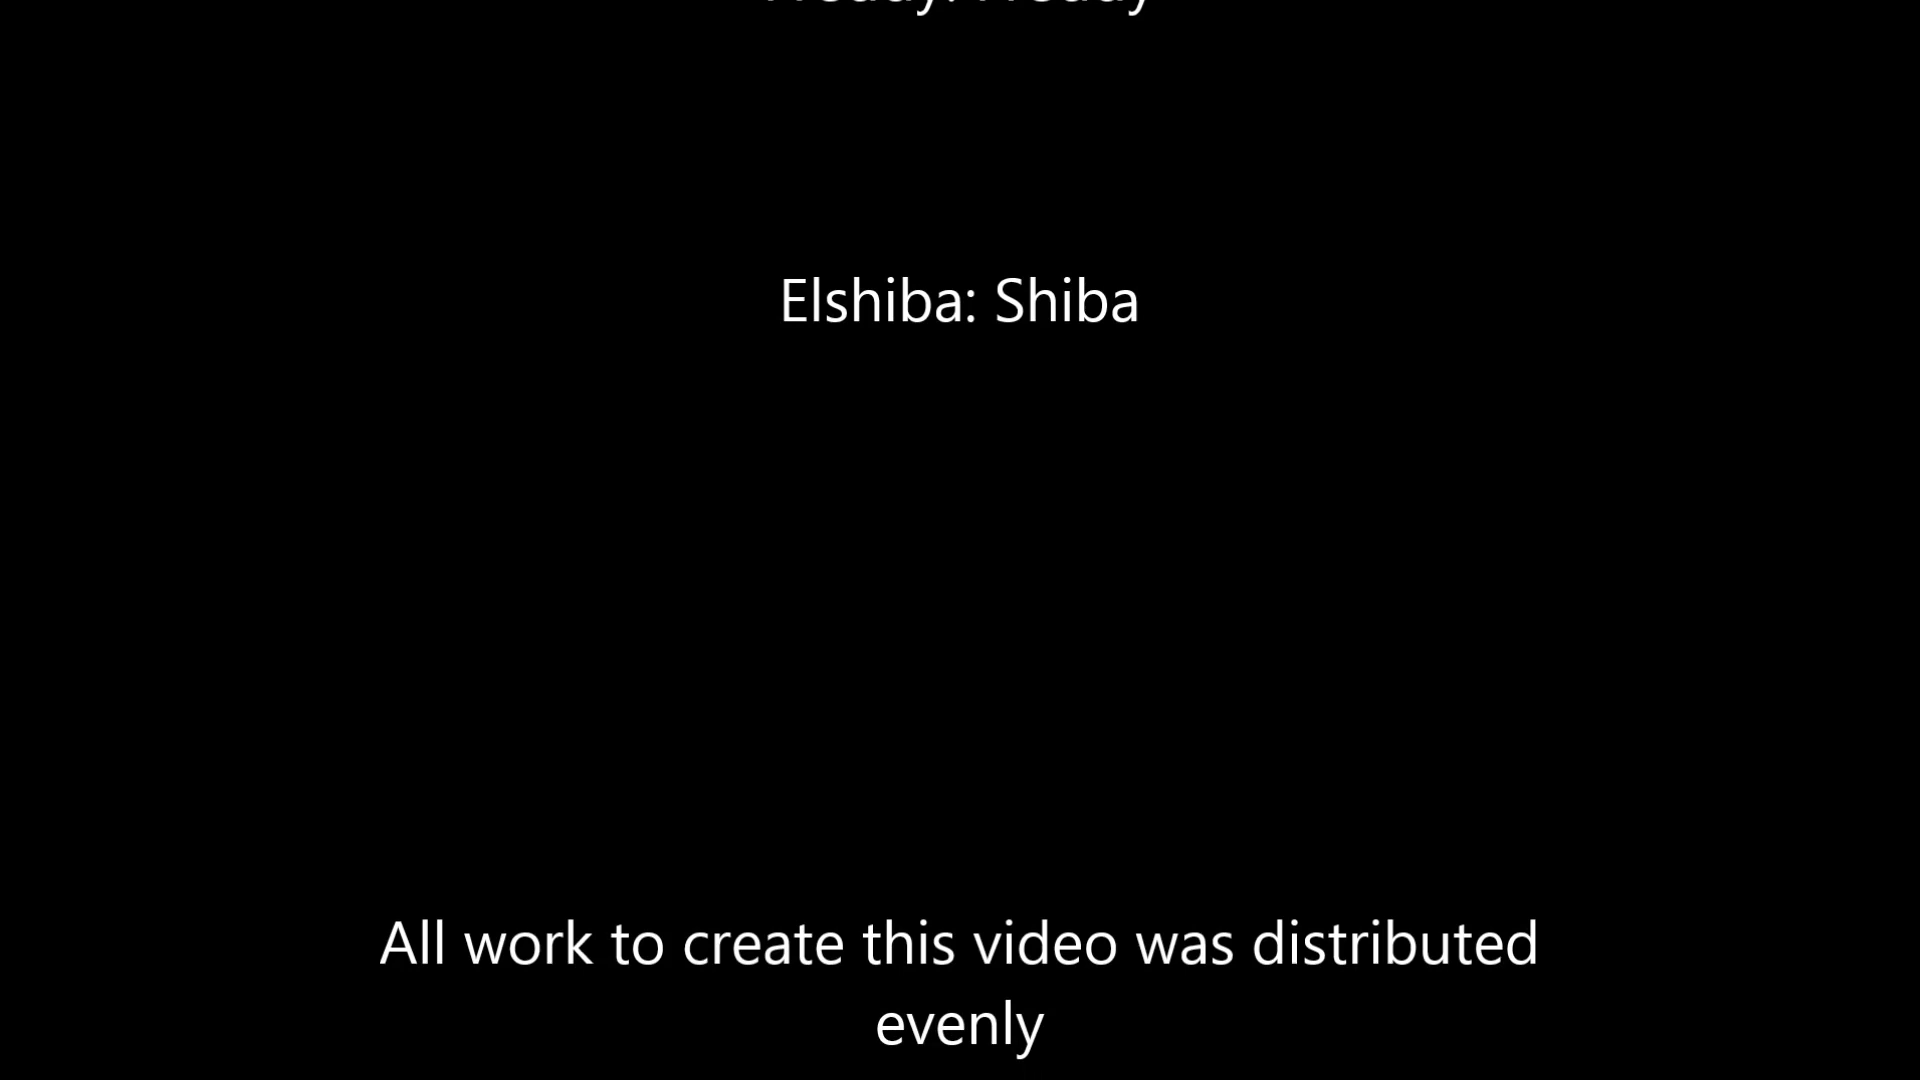 Elshiba: Shiba
All work to create this video was distributed
evenly